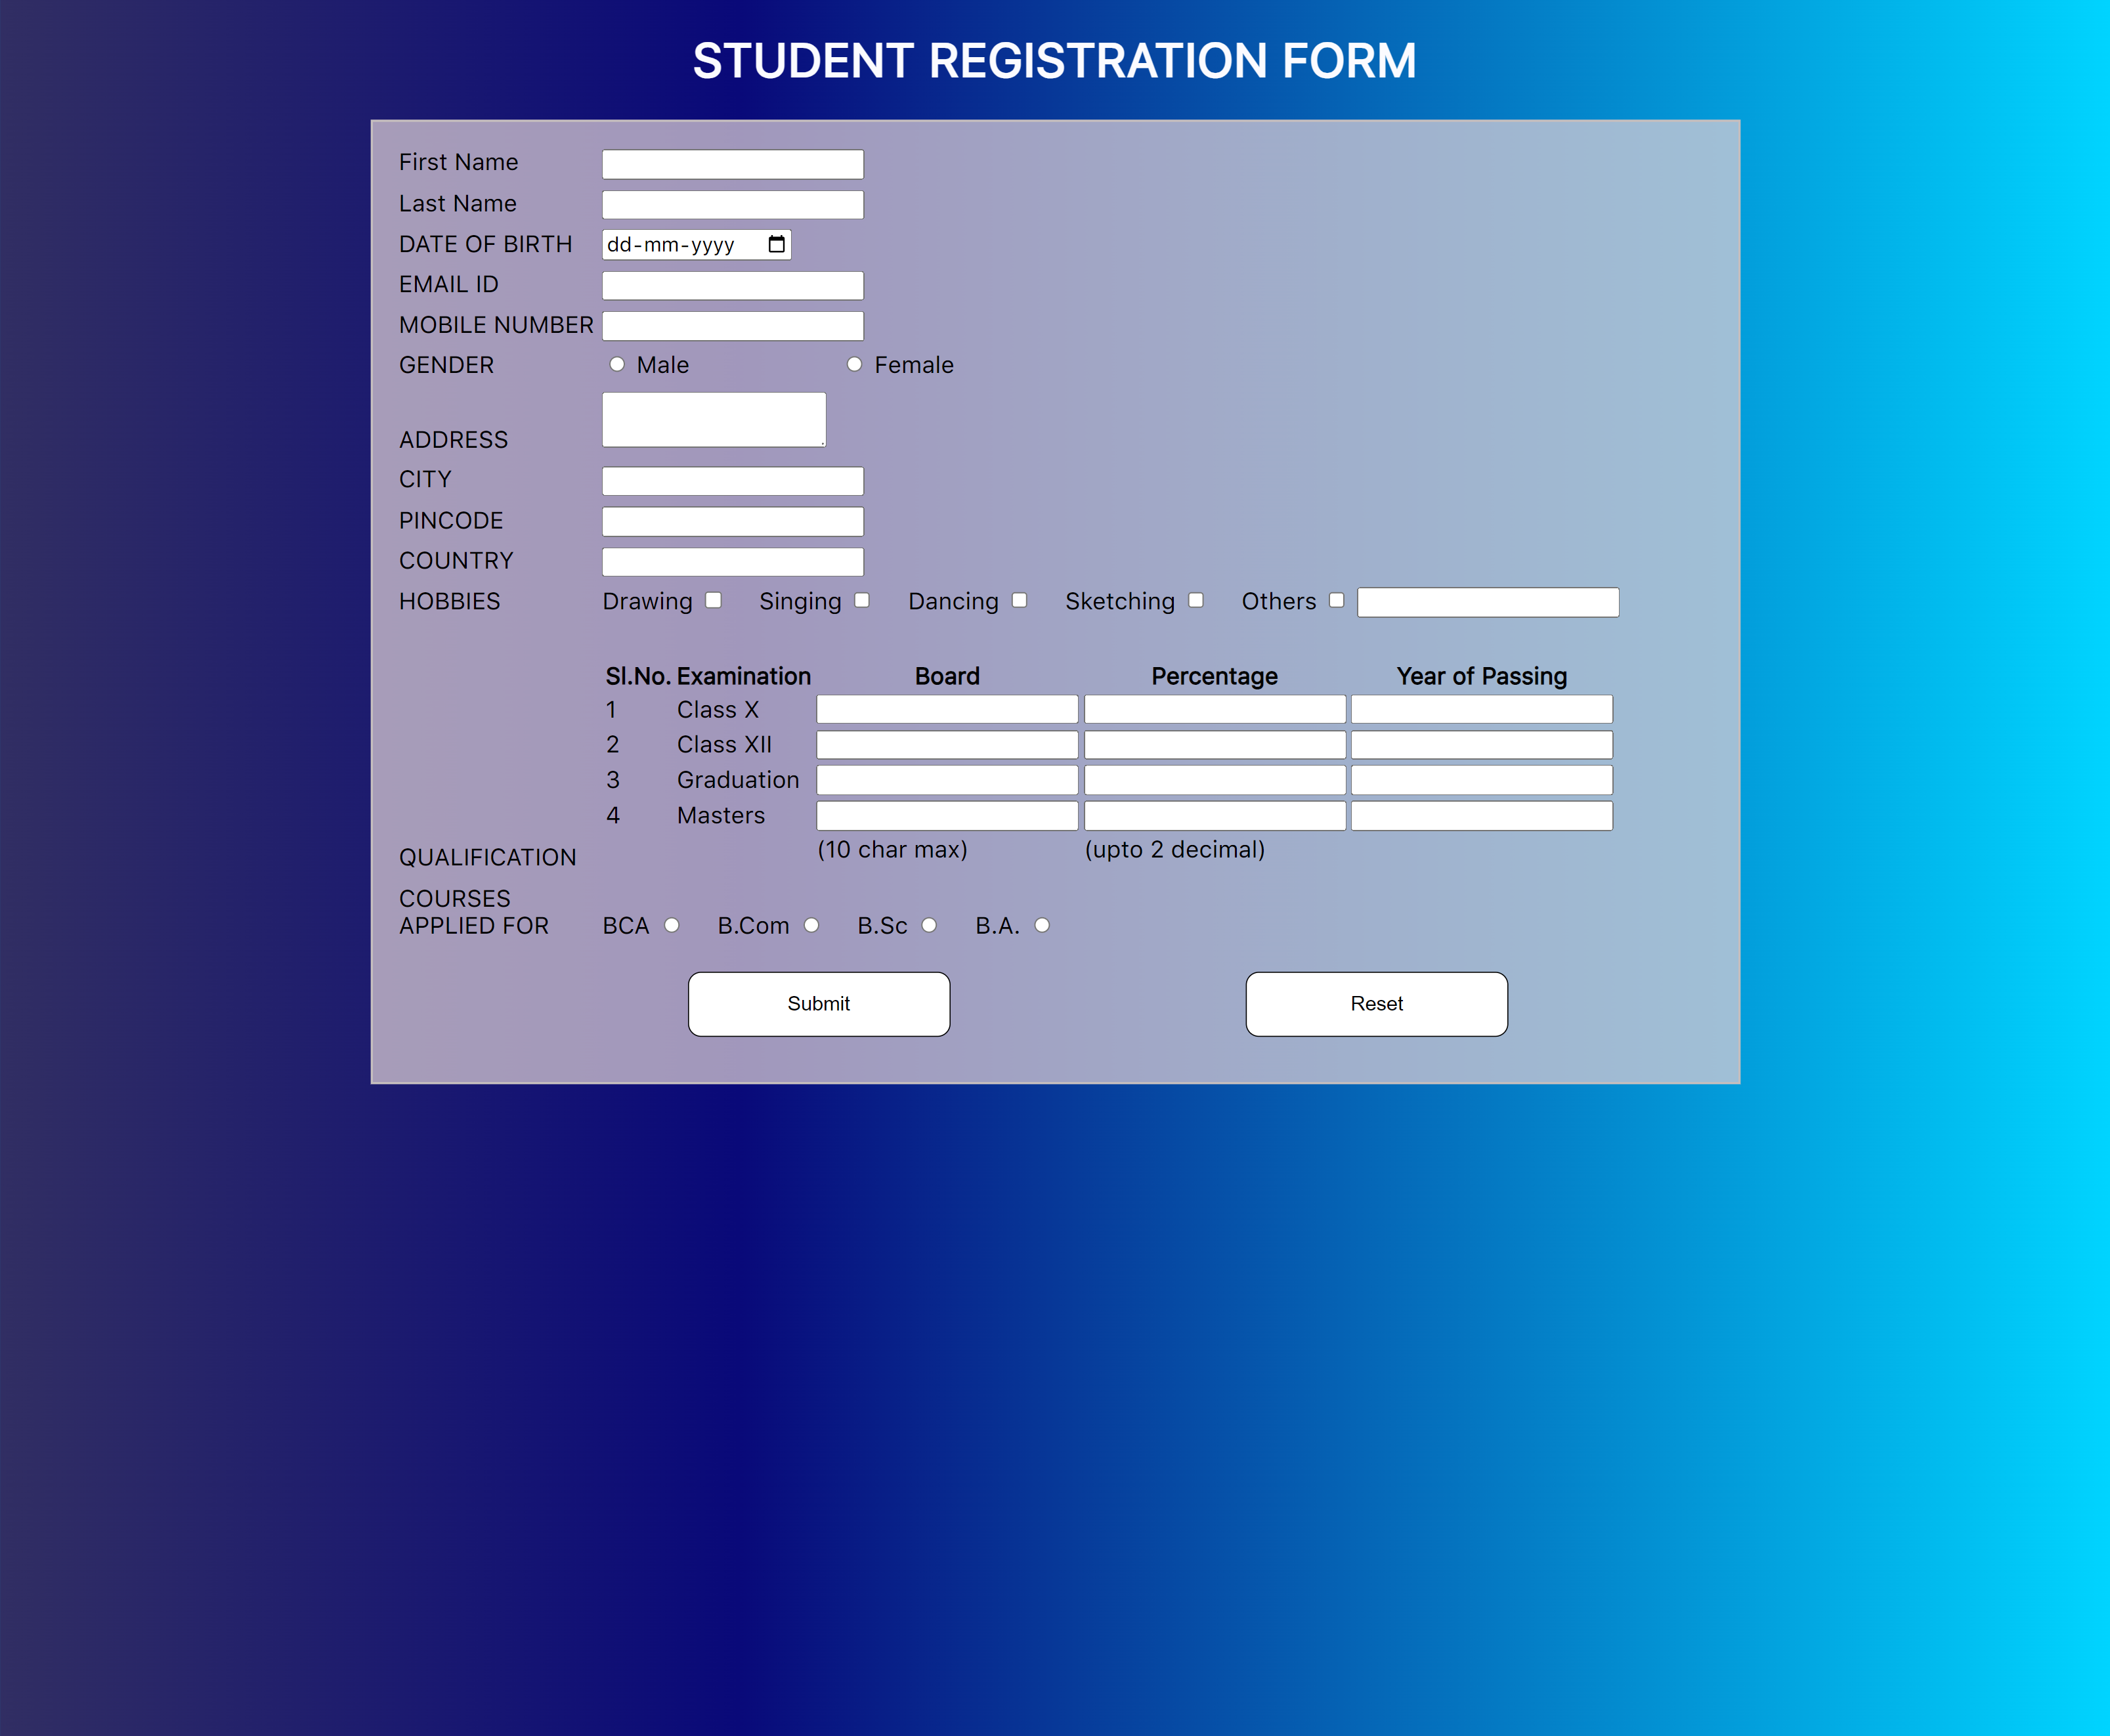 STUDENT REGISTRATION FORM
First Name
Last Name
DATE OF BIRTH dd-mm-yyyy
EMAIL ID
MOBILE NUMBER
GENDER Male Female
ADDRESS
CITY
PINCODE
COUNTRY
HOBBIES Drawing Singing Dancing Sketching Others
Sl.No. Examination Board Percentage Year of Passing
1 Class X
2 Class XII
3 Graduation
4 Masters
(10 char max) (upto 2 decimal)
QUALIFICATION
COURSES
APPLIED FOR BCA B.Com B.Sc B.A.
Submit Reset